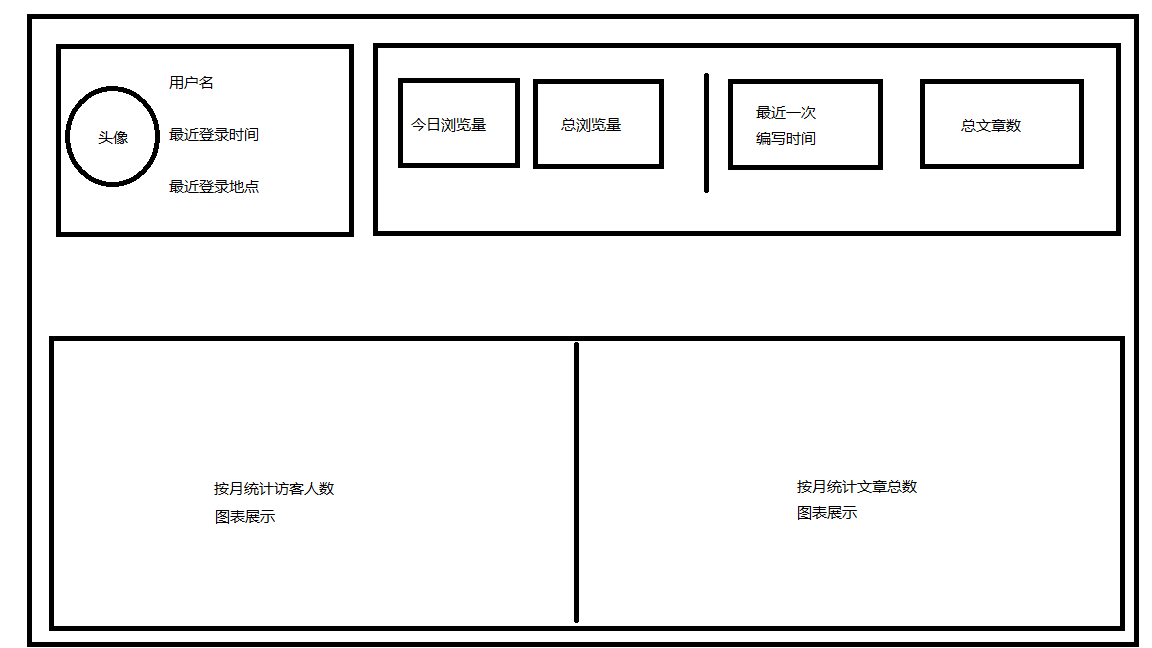 用户名
头像
最近登录时间
最近登录地点
今日浏览量
总浏览量
最近一次
编写时间
总文章数
按月统计访客人数
图表展示
按月统计文章总数
图表展示